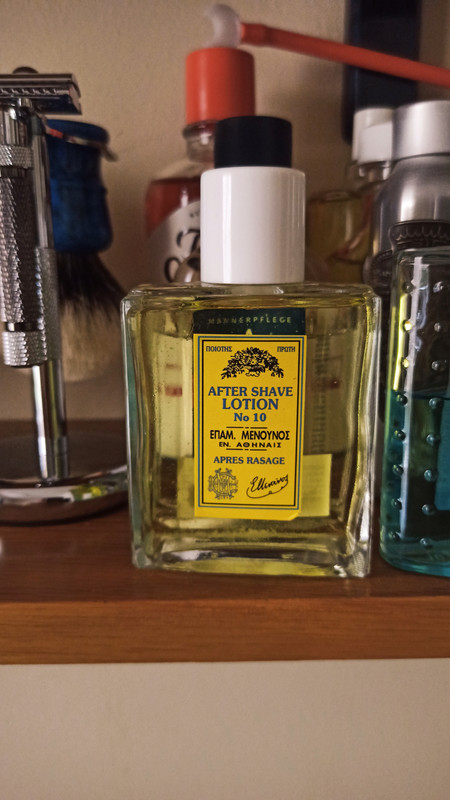 MÄNNERPFLEGE
ΠΟΙΟΤΗΣ ΠΡΩΤΗ
AFTER SHAVE
LOTION
No 10
ΕΠΑΜ. ΜΕΝΟΥΝΟΣ
ΕΝ. ΑΘΗΝΑΙΣ
APRES RASAGE